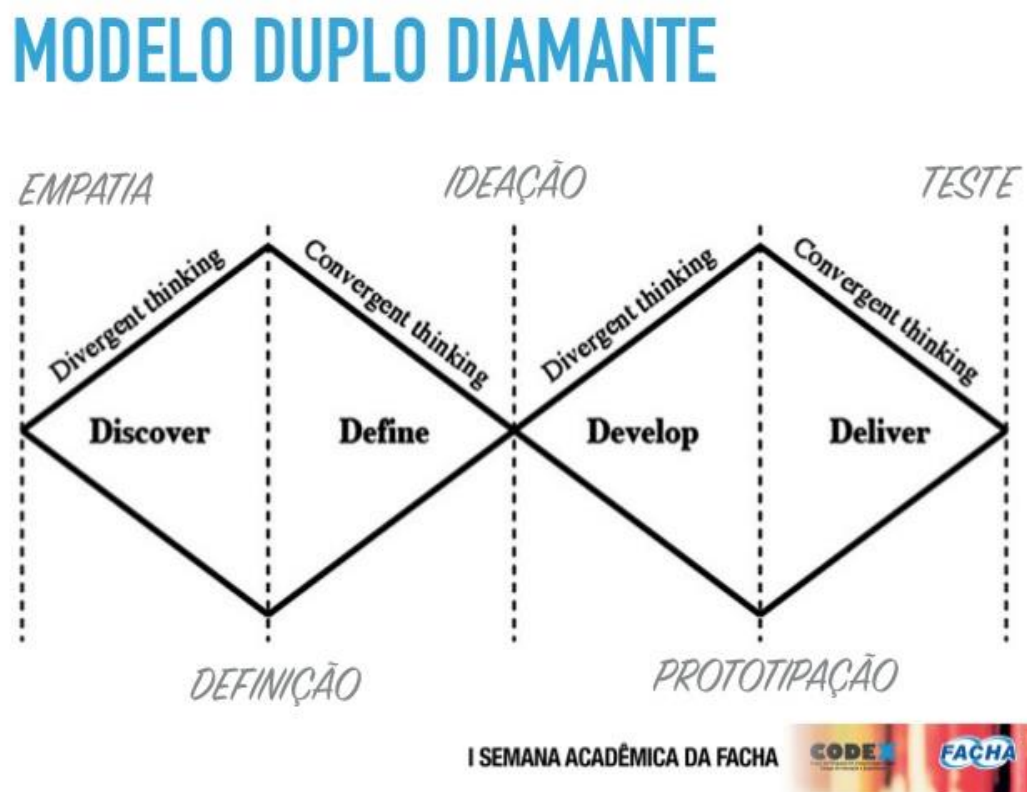 MODELO DUPLO DIAMANTE
EMPATIA
IDEAÇÃO
TESTE
Divergent thinking
Convergent thinking
Divergent thinking
Convergent thinking
Discover
Define
Develop
Deliver
DEFINIÇÃO
PROTOTIPAÇÃO
I SEMANA ACADÊMICA DA FACHA
CODEX
FACHA